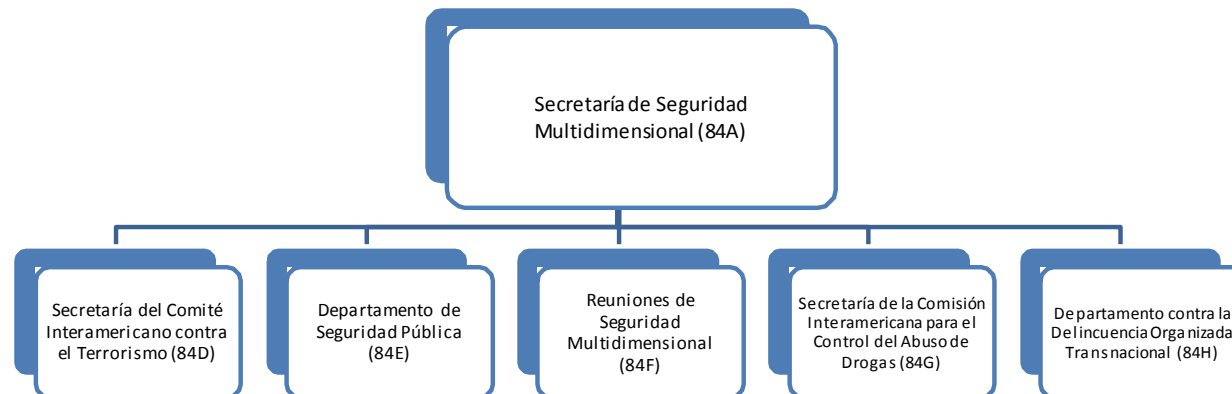 Secretaría de Seguridad
Multidimensional (84A)
Secretaría del Comité
Interamericano contra
el Terrorismo (84D)
Departamento de
Seguridad Pública
(84E)
Reuniones de
Seguridad
Multidimensional
(84F)
Secretaría de la Comisión
Interamericana para el
Control del Abuso de
Drogas (84G)
Departamento contra la
Delincuencia Organizada
Transnacional (84H)